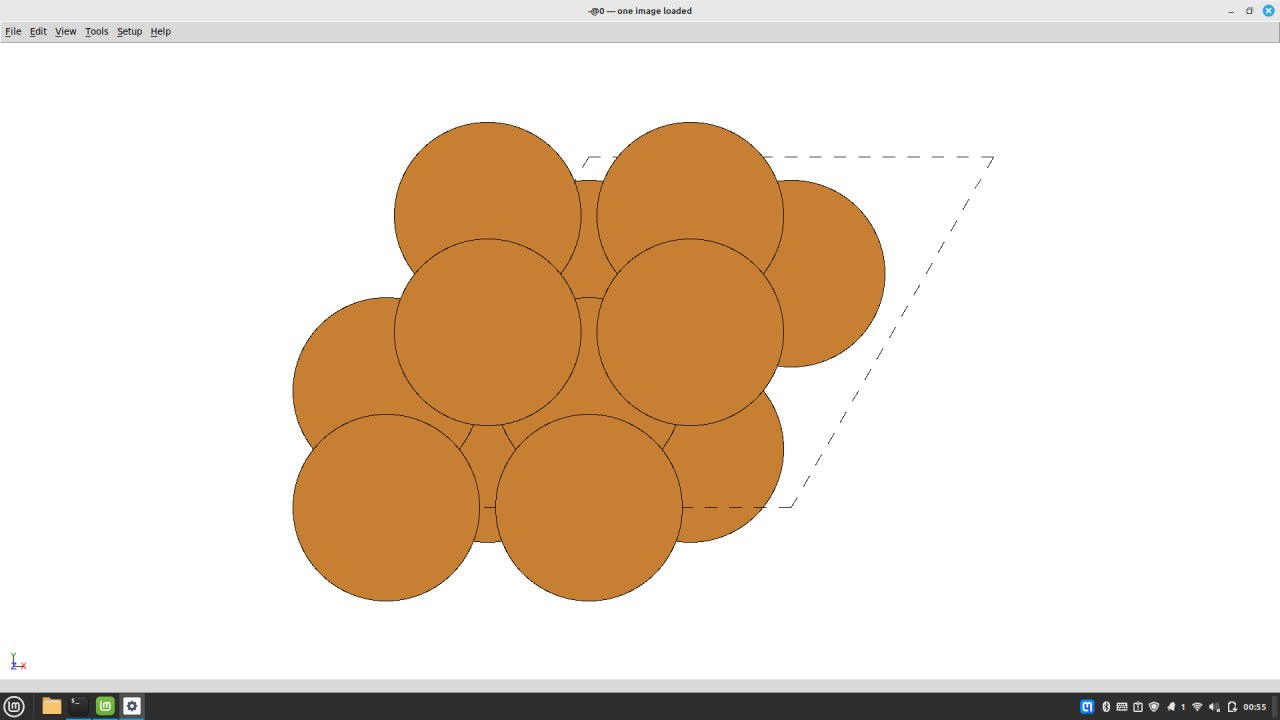 -@0 — one image loaded
File Edit View Tools Setup Help
Y
Z X
1 00:55